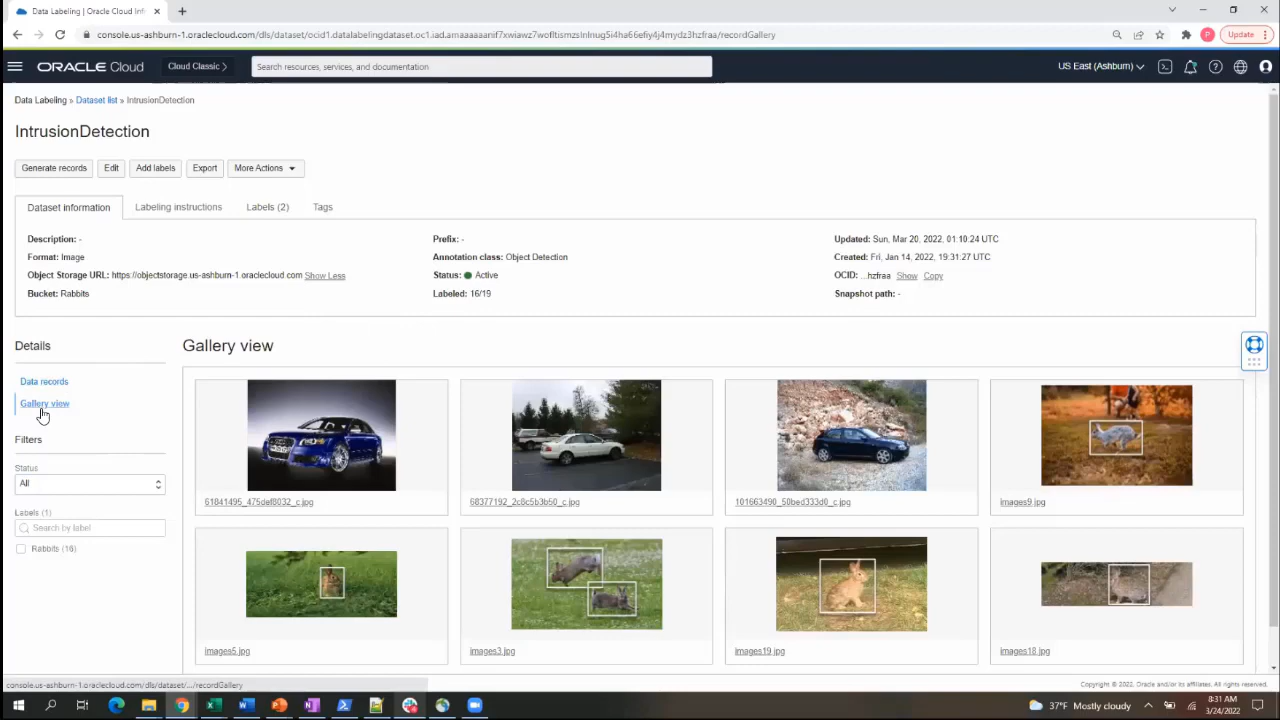 Data Labeling | Oracle Cloud Inf
console.us-ashburn-1.oraclecloud.com/dls/dataset/ocid1.datalabelingdataset.oc1.iad.
P
Update
ORACLE Cloud
Cloud Classic >
Search resources, services, and documentation
US East (Ashburn)
Data Labeling » Dataset list » IntrusionDetection
IntrusionDetection
Generate records
Edit
Add labels
Export
More Actions
Dataset information
Labeling instructions
Labels (2)
Tags
Description: -
Prefix: -
Updated: Sun, Mar 20, 2022, 01:10:24 UTC
Format: Image
Annotation class: Object Detection
Created: Fri, Jan 14, 2022, 19:31:27 UTC
Object Storage URL: https://objectstorage.us-ashburn-1.oraclecloud.com Show Less
Status: Active
OCID: ...hzfraa Show Copy
Bucket: Rabbits
Labeled: 16/19
Snapshot path: -
Details
Gallery view
Data records
Gallery view
Filters
Status
All
Labels (1)
Search by label
Rabbits (16)
61841495_475def8032_c.jpg
68377192_2c6c5b3b50_c.jpg
101663490_50bed333d0_c.jpg
images9.jpg
images5.jpg
images3.jpg
images19.jpg
images18.jpg
console.us-ashburn-1.oraclecloud.com/dls/dataset/.../recordGallery
Copyright © 2022, Oracle and/or its affiliates. All rights reserved.
37°F Mostly cloudy
8:31 AM
3/24/2022